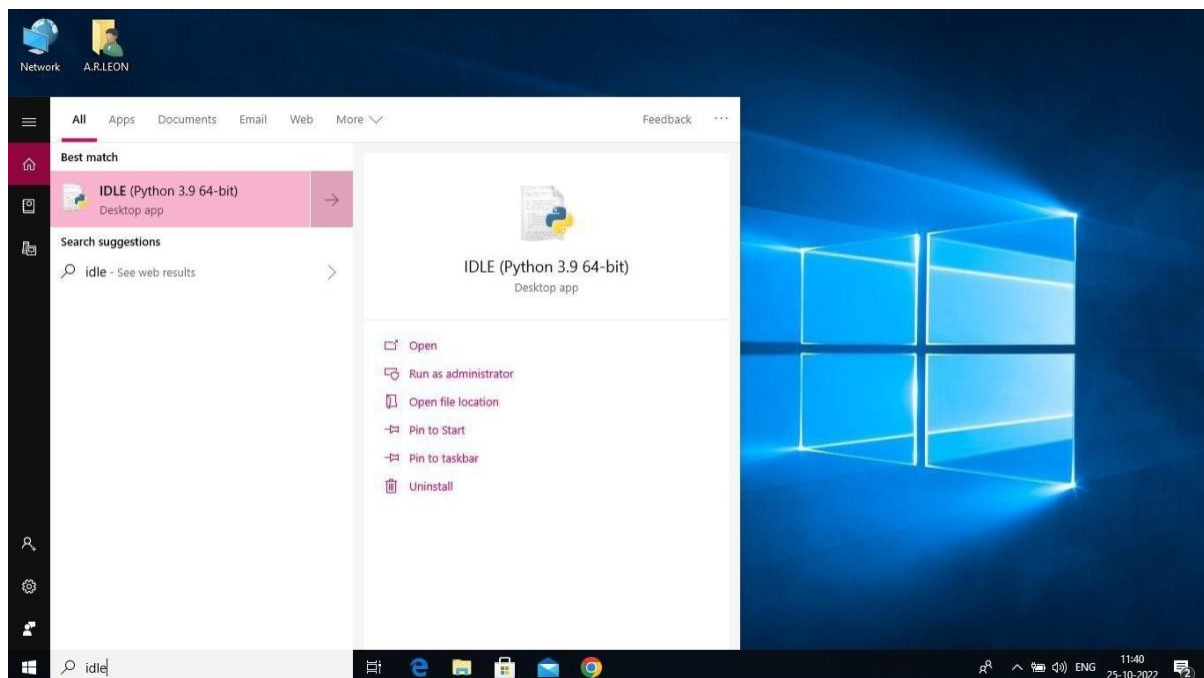 Network
A.R.LEON
All Apps Documents Email Web More Feedback ...
Best match
IDLE (Python 3.9 64-bit)
Desktop app
Search suggestions
idle - See web results
IDLE (Python 3.9 64-bit)
Desktop app
Open
Run as administrator
Open file location
Pin to Start
Pin to taskbar
Uninstall
idle
ENG
11:40
25-10-2022
2